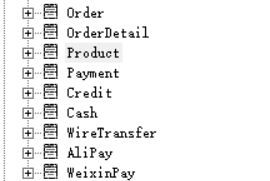 Order
OrderDetail
Product
Payment
Credit
Cash
WireTransfer
AliPay
WeixinPay